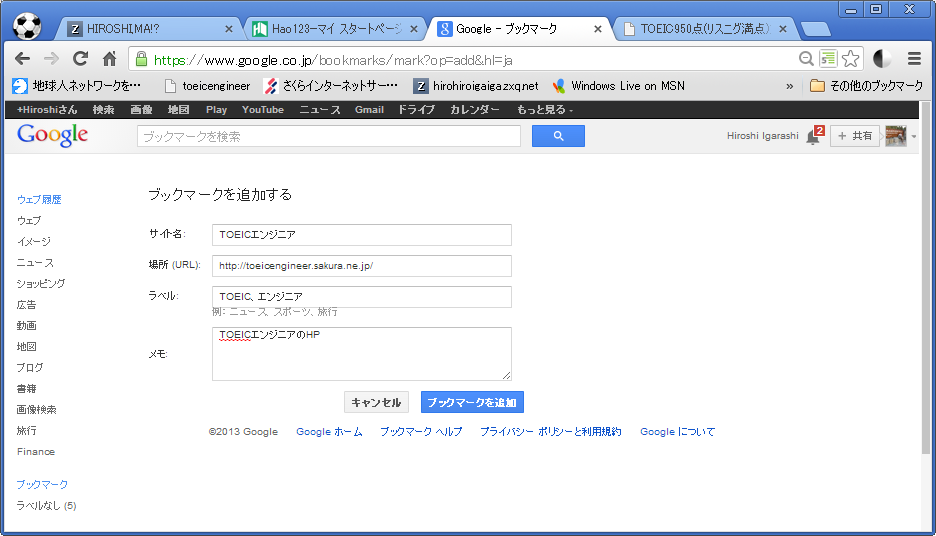 HIROSHIMA!?
Hao123-マイ スタートページ
Google - ブックマーク
TOEIC950点(リスニグ満点)
https://www.google.co.jp/bookmarks/mark?op=add&hl=ja
地球人ネットワークを…
toeicengineer
さくらインターネットサー…
hirohiroigaiga.zxq.net
Windows Live on MSN
»
その他のブックマーク
+Hiroshiさん 検索 画像 地図 Play YouTube ニュース Gmail ドライブ カレンダー もっと見る
Google
ブックマークを検索
Hiroshi Igarashi
2
+ 共有
ブックマークを追加する
サイト名: TOEICエンジニア
場所 (URL): http://toeicengineer.sakura.ne.jp/
ラベル: TOEIC、エンジニア
例: ニュース、スポーツ、旅行
メモ: TOEICエンジニアのHP
キャンセル
ブックマークを追加
©2013 Google Google ホーム ブックマーク ヘルプ プライバシー ポリシーと利用規約 Google について
ウェブ履歴
ウェブ
イメージ
ニュース
ショッピング
広告
動画
地図
ブログ
書籍
画像検索
旅行
Finance
ブックマーク
ラベルなし (5)